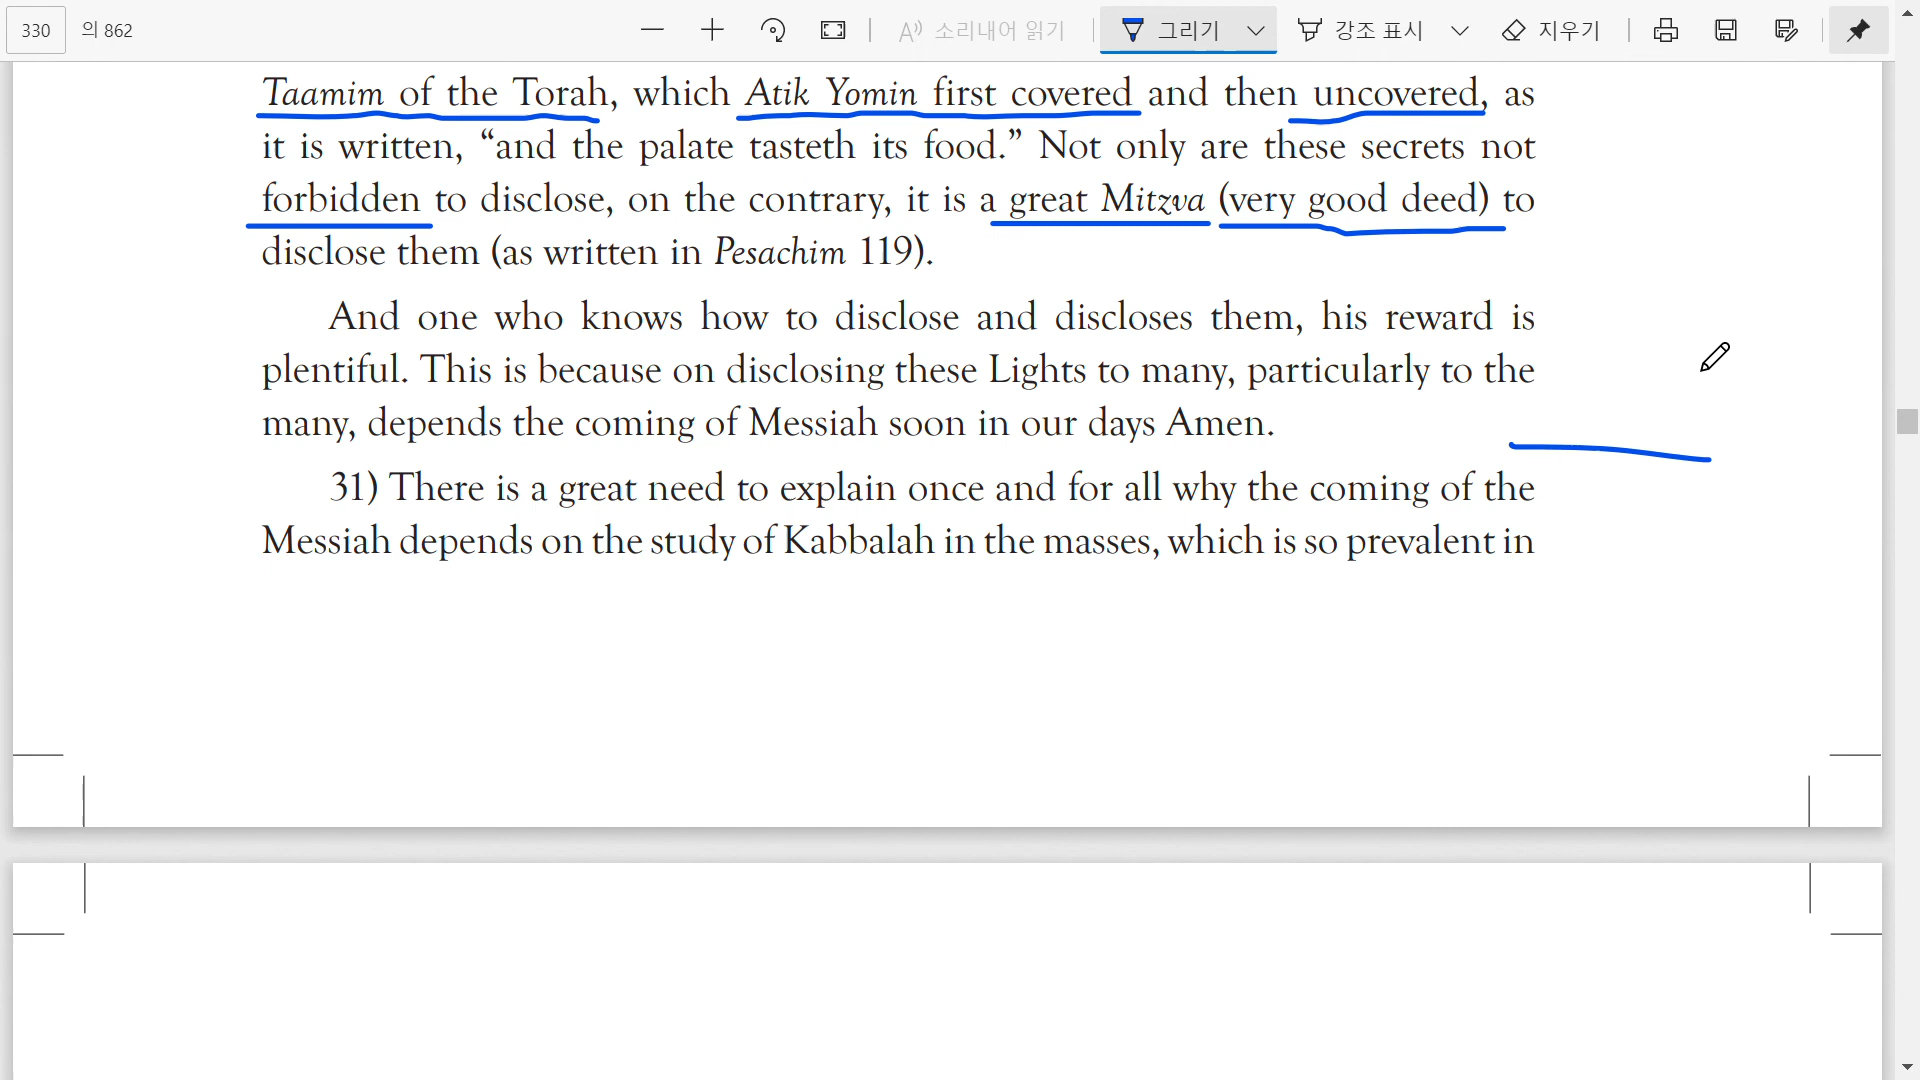 330 의 862 소리내어 읽기 그리기 강조 표시 지우기
Taamim of the Torah, which Atik Yomin first covered and then uncovered, as
it is written, “and the palate tasteth its food.” Not only are these secrets not
forbidden to disclose, on the contrary, it is a great Mitzva (very good deed) to
disclose them (as written in Pesachim 119).
And one who knows how to disclose and discloses them, his reward is
plentiful. This is because on disclosing these Lights to many, particularly to the
many, depends the coming of Messiah soon in our days Amen.
31) There is a great need to explain once and for all why the coming of the
Messiah depends on the study of Kabbalah in the masses, which is so prevalent in